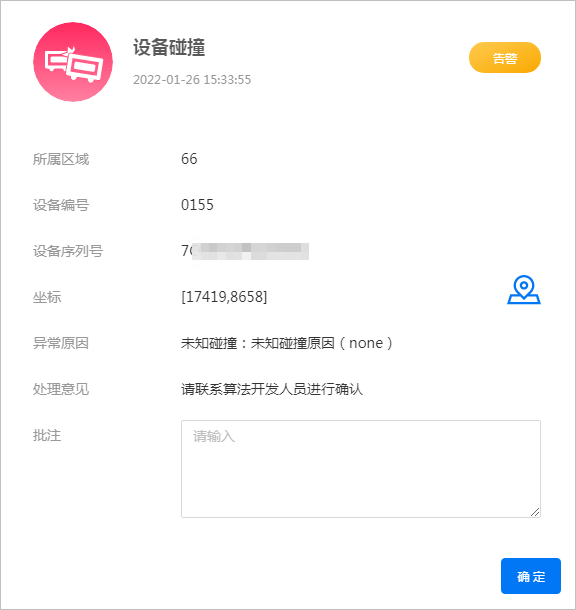 设备碰撞
2022-01-26 15:33:55
告警
所属区域 66
设备编号 0155
设备序列号 7
坐标 [17419,8658]
异常原因 未知碰撞：未知碰撞原因（none）
处理意见 请联系算法开发人员进行确认
批注 请输入
确 定